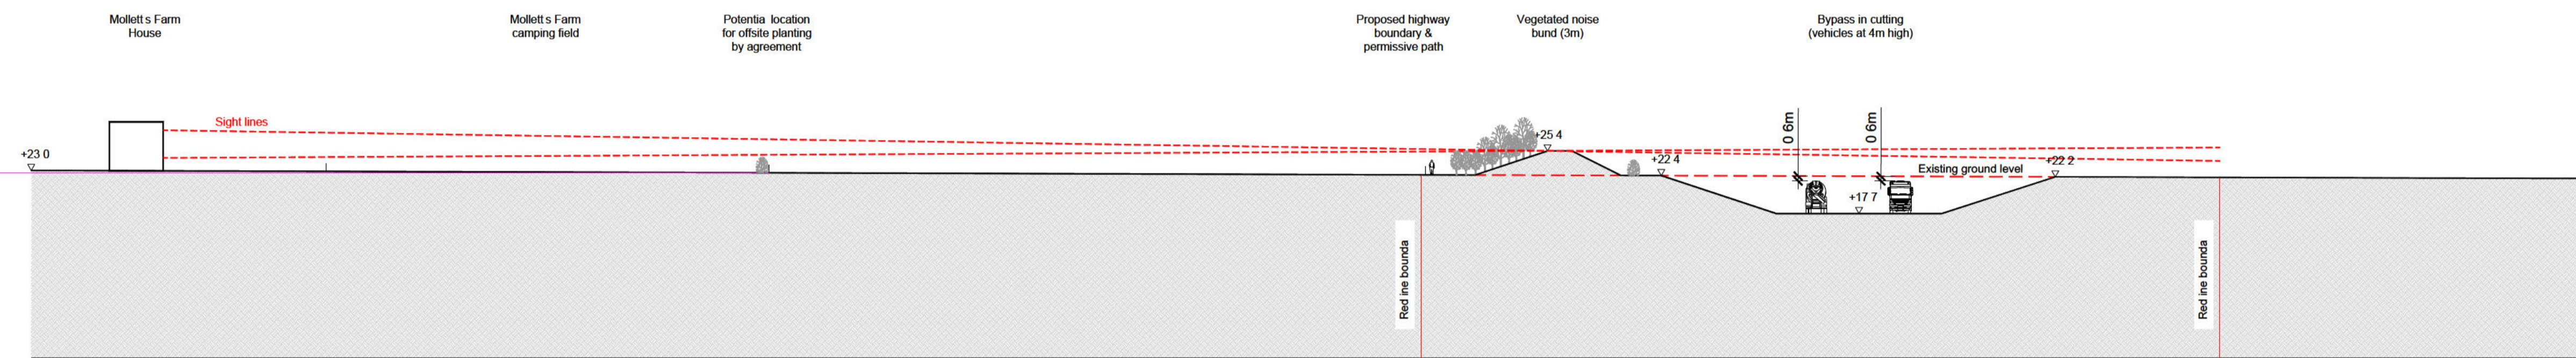 Mollett s Farm
House
Mollett s Farm
camping field
Potentia location
for offsite planting
by agreement
Proposed highway
boundary &
permissive path
Vegetated noise
bund (3m)
Bypass in cutting
(vehicles at 4m high)
Sight lines
+23 0
+25 4
+22 4
0 6m
0 6m
+22 2
Existing ground level
+17 7
Red ine bounda
Red ine bounda